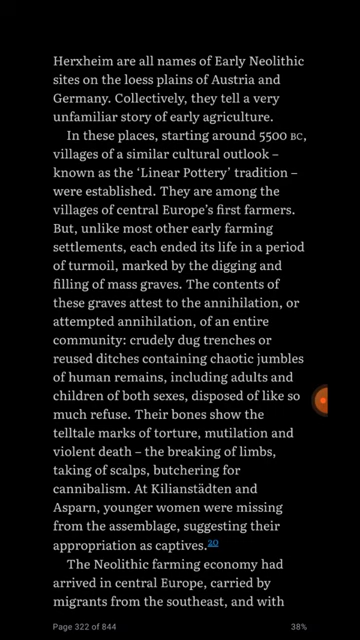 Herxheim are all names of Early Neolithic
sites on the loess plains of Austria and
Germany. Collectively, they tell a very
unfamiliar story of early agriculture.
In these places, starting around 5500 BC,
villages of a similar cultural outlook –
known as the ‘Linear Pottery’ tradition –
were established. They are among the
villages of central Europe’s first farmers.
But, unlike most other early farming
settlements, each ended its life in a period
of turmoil, marked by the digging and
filling of mass graves. The contents of
these graves attest to the annihilation, or
attempted annihilation, of an entire
community: crudely dug trenches or
reused ditches containing chaotic jumbles
of human remains, including adults and
children of both sexes, disposed of like so
much refuse. Their bones show the
telltale marks of torture, mutilation and
violent death – the breaking of limbs,
taking of scalps, butchering for
cannibalism. At Kilianstädten and
Asparn, younger women were missing
from the assemblage, suggesting their
appropriation as captives.20
The Neolithic farming economy had
arrived in central Europe, carried by
migrants from the southeast, and with
Page 322 of 844 38%